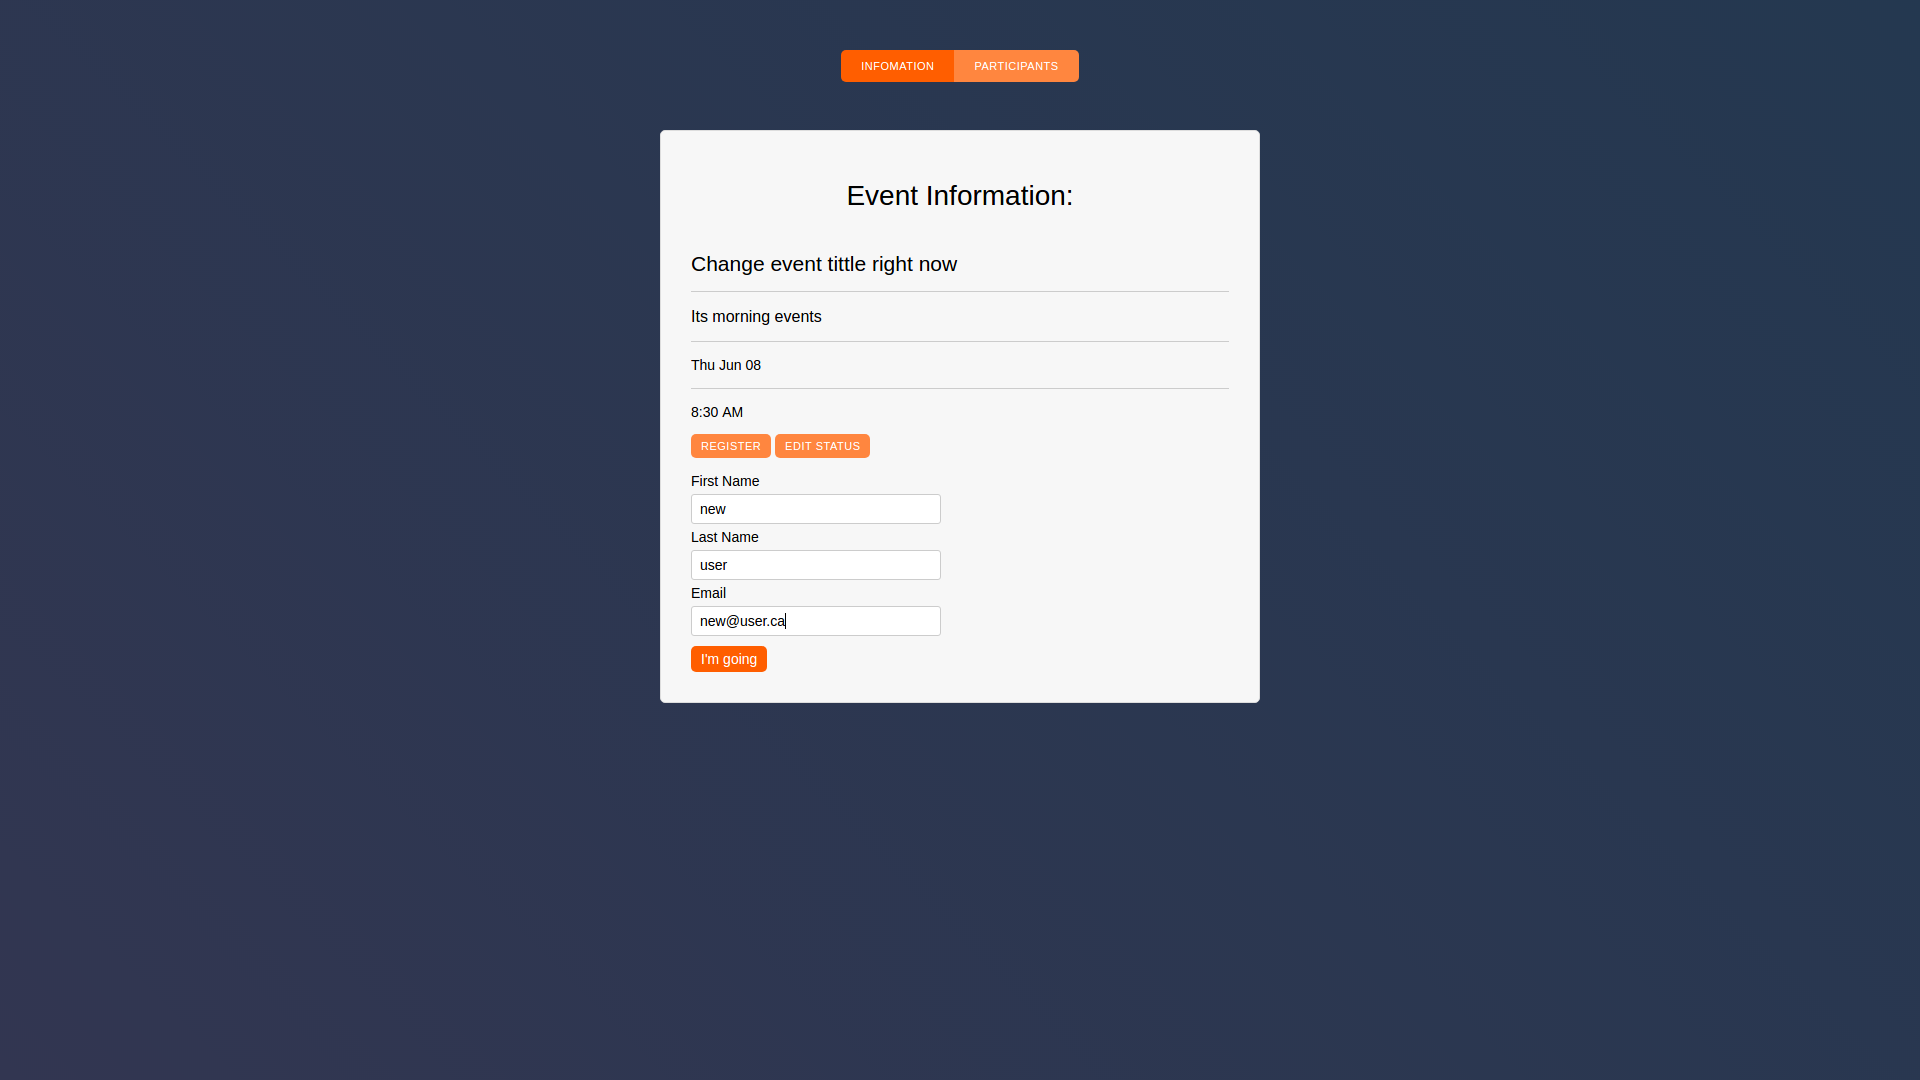 INFOMATION PARTICIPANTS
Event Information:
Change event tittle right now
Its morning events
Thu Jun 08
8:30 AM
REGISTER EDIT STATUS
First Name
new
Last Name
user
Email
new@user.ca
I'm going